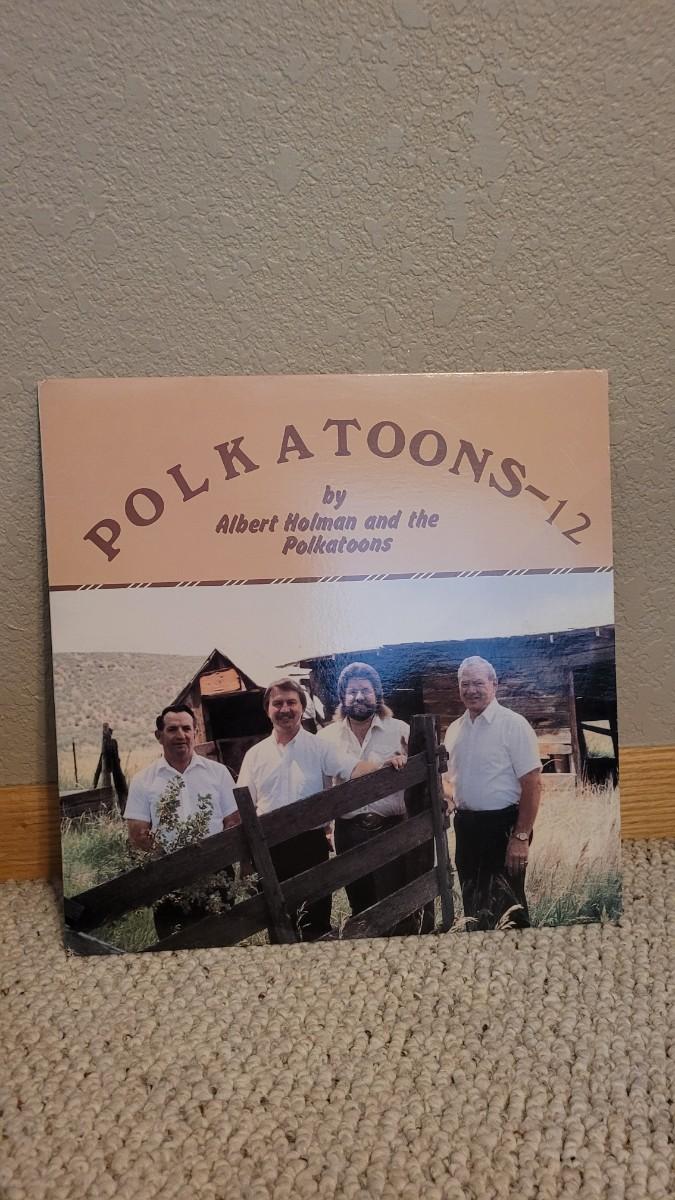 POLKATOONS-12
by
Albert Holman and the
Polkatoons